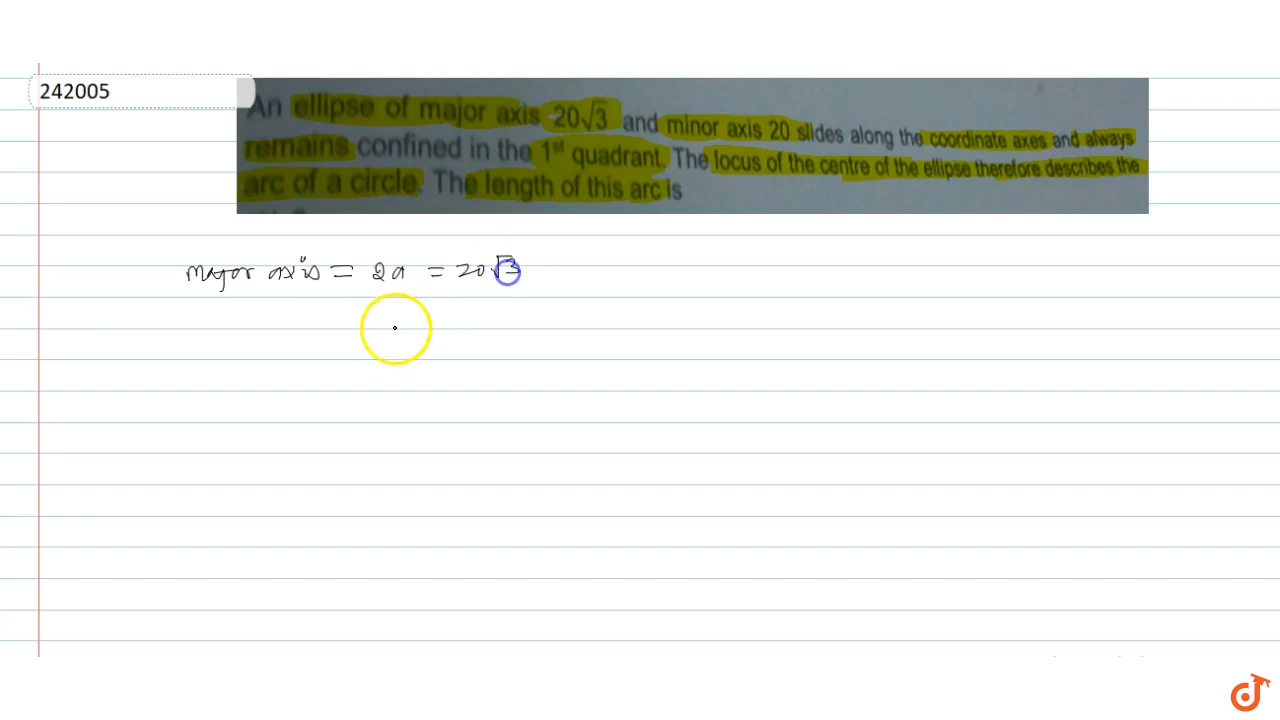 242005
An ellipse of major axis 20√3 and minor axis 20 slides along the coordinate axes and always
remains confined in the 1st quadrant. The locus of the centre of the ellipse therefore describes the
arc of a circle. The length of this arc is
major axis = 2a = 20√3